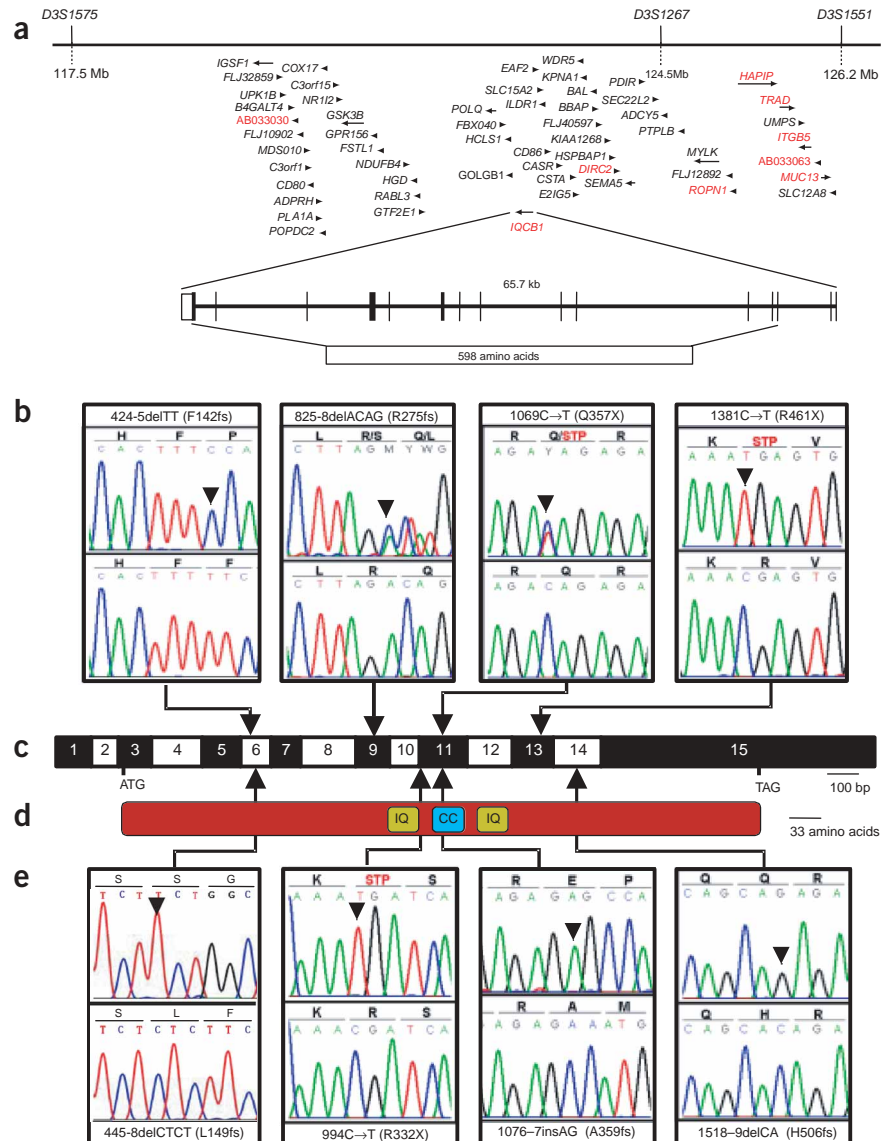 D3S1575 D3S1267 D3S1551
a
117.5 Mb 124.5Mb 126.2 Mb
IGSF1
FLJ32859
UPK1B
B4GALT4
AB033030
FLJ10902
MDS010
C3orf1
CD80
ADPRH
PLA1A
POPDC2
COX17
C3orf15
NR1I2
GSK3B
GPR156
FSTL1
NDUFB4
HGD
RABL3
GTF2E1
POLQ
FBX040
HCLS1
GOLGB1
EAF2
SLC15A2
ILDR1
CD86
CASR
CSTA
E2IG5
WDR5
KPNA1
BAL
BBAP
FLJ40597
KIAA1268
HSPBAP1
DIRC2
SEMA5
IQCB1
PDIR
SEC22L2
ADCY5
PTPLB
MYLK
FLJ12892
ROPN1
HAPIP
TRAD
UMPS
ITGB5
AB033063
MUC13
SLC12A8
65.7 kb
598 amino acids
b
424-5delTT (F142fs)
H F P
C A C T T T C C A
H F F
C A C T T T T T C
825-8delACAG (R275fs)
L R/S Q/L
C T T A G M Y W G
L R Q
C T T A G A C A G
1069C→T (Q357X)
R Q/STP R
A G A Y A G A G A
R Q R
A G A C A G A G A
1381C→T (R461X)
K STP V
A A A T G A G T G
K R V
A A A C G A G T G
c
1 2 3 4 5 6 7 8 9 10 11 12 13 14 15
ATG TAG 100 bp
d
IQ CC IQ
33 amino acids
e
S S G
T C T T C T G G C
S L F
T C T C T C T T C
445-8delCTCT (L149fs)
K STP S
A A A T G A T C A
K R S
A A A C G A T C A
994C→T (R332X)
R E P
A G A G A G C C A
R A M
A G A G A A A T G
1076–7insAG (A359fs)
Q Q R
C A G C A G A G A
Q H R
C A G C A C A G A
1518–9delCA (H506fs)